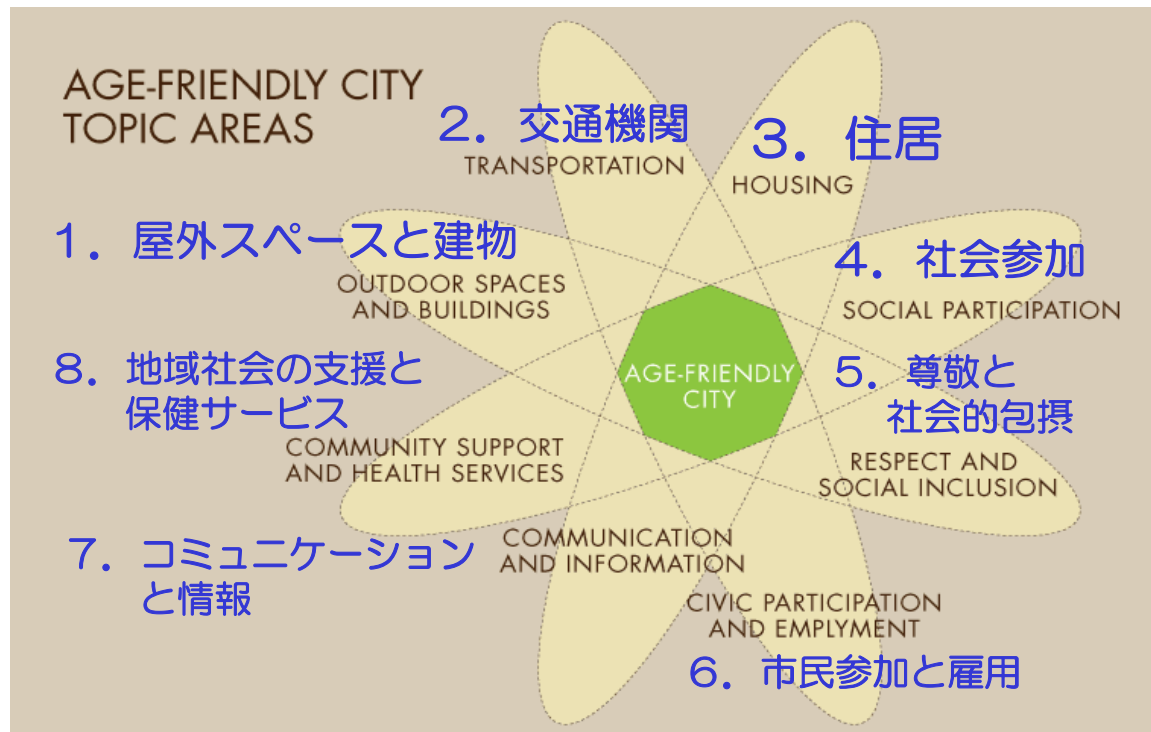 AGE-FRIENDLY CITY
TOPIC AREAS
1. 屋外スペースと建物
OUTDOOR SPACES
AND BUILDINGS
2. 交通機関
TRANSPORTATION
3. 住居
HOUSING
4. 社会参加
SOCIAL PARTICIPATION
5. 尊敬と
社会的包摂
RESPECT AND
SOCIAL INCLUSION
CIVIC PARTICIPATION
AND EMPLYMENT
6. 市民参加と雇用
7. コミュニケーション
と情報
COMMUNICATION
AND INFORMATION
8. 地域社会の支援と
保健サービス
COMMUNITY SUPPORT
AND HEALTH SERVICES
AGE-FRIENDLY
CITY